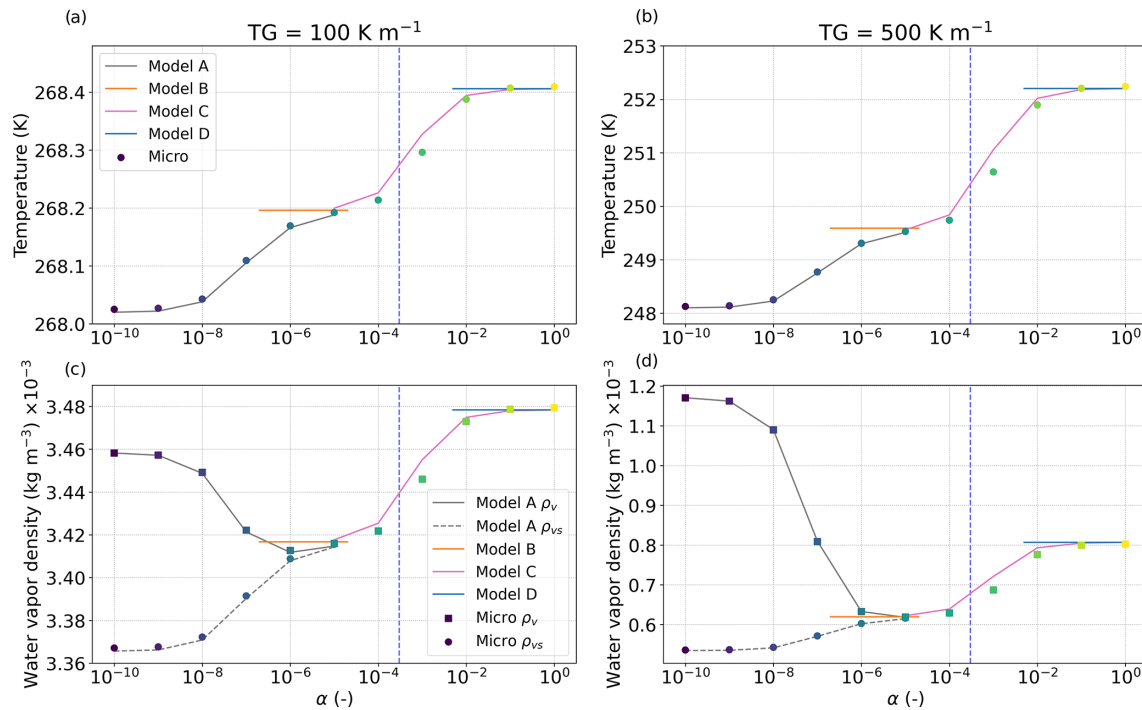 (a)
TG = 100 K m⁻¹
(b)
TG = 500 K m⁻¹
Temperature (K)
268.4
268.3
268.2
268.1
268.0
Model A
Model B
Model C
Model D
Micro
10⁻¹⁰ 10⁻⁸ 10⁻⁶ 10⁻⁴ 10⁻² 10⁰
Temperature (K)
253
252
251
250
249
248
10⁻¹⁰ 10⁻⁸ 10⁻⁶ 10⁻⁴ 10⁻² 10⁰
(c)
Water vapor density (kg m⁻³) ×10⁻³
3.48
3.46
3.44
3.42
3.40
3.38
3.36
Model A ρᵥ
Model A ρᵥₛ
Model B
Model C
Model D
Micro ρᵥ
Micro ρᵥₛ
10⁻¹⁰ 10⁻⁸ 10⁻⁶ 10⁻⁴ 10⁻² 10⁰
α (-)
(d)
Water vapor density (kg m⁻³) ×10⁻³
1.2
1.1
1.0
0.9
0.8
0.7
0.6
10⁻¹⁰ 10⁻⁸ 10⁻⁶ 10⁻⁴ 10⁻² 10⁰
α (-)